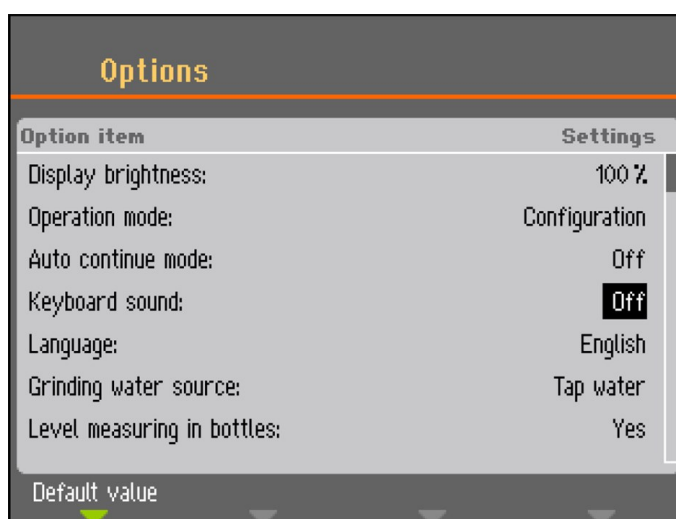 Options
Option item Settings
Display brightness: 100 %
Operation mode: Configuration
Auto continue mode: Off
Keyboard sound: Off
Language: English
Grinding water source: Tap water
Level measuring in bottles: Yes
Default value